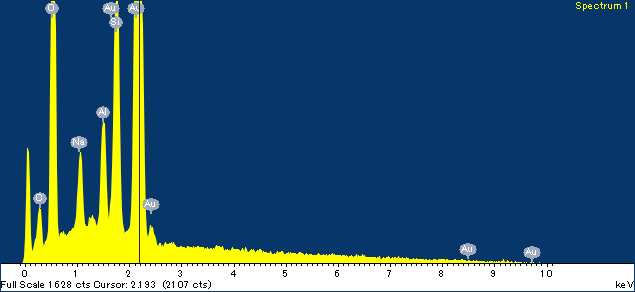 Spectrum 1
O Au Au
Si
Al
Na
C Au
Au Au
0 1 2 3 4 5 6 7 8 9 10
Full Scale 1628 cts Cursor: 2.193 (2107 cts) keV